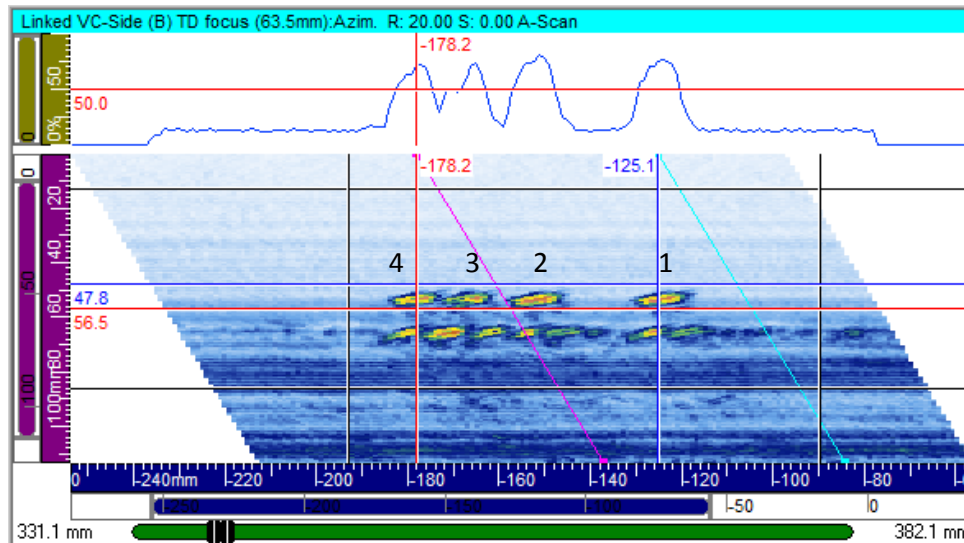 Linked VC-Side (B) TD focus (63.5mm):Azim. R: 20.00 S: 0.00 A-Scan
-178.2
50
50.0
0%
0
0
-178.2
-125.1
20
40
4 3 2 1
50
47.8
60
56.5
80
100
100mm
0 -240mm -220 -200 -180 -160 -140 -120 -100 -80
-250 -200 -150 -100 -50 0
331.1 mm 382.1 mm